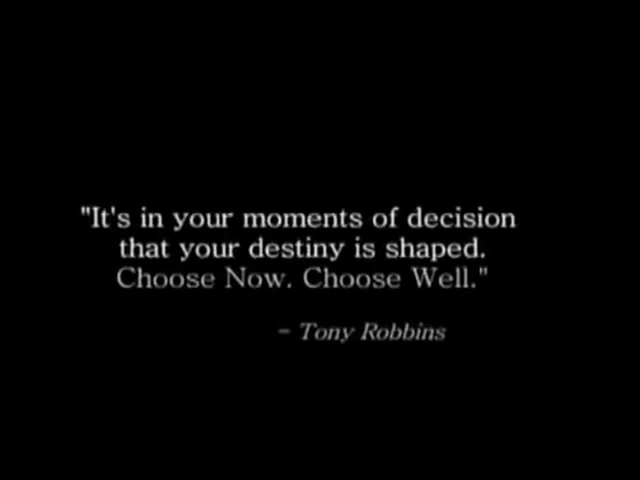 "It's in your moments of decision
that your destiny is shaped.
Choose Now. Choose Well."
- Tony Robbins